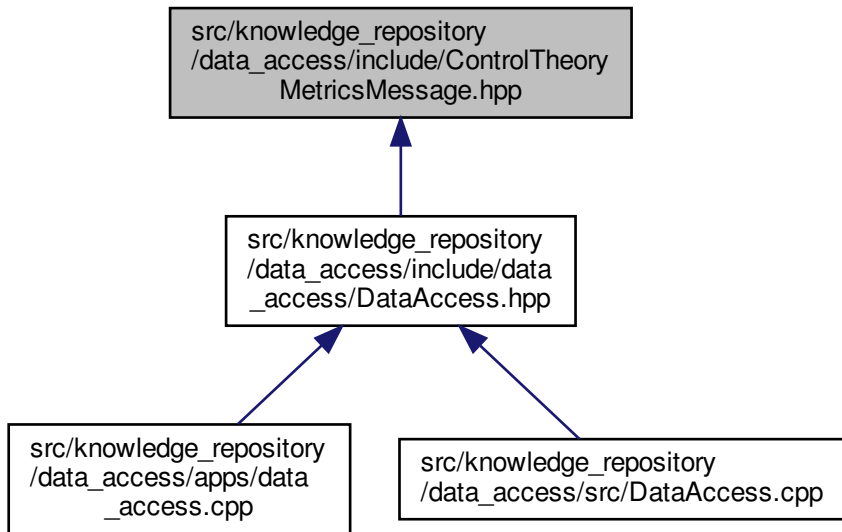 src/knowledge_repository
/data_access/include/ControlTheory
MetricsMessage.hpp
src/knowledge_repository
/data_access/include/data
_access/DataAccess.hpp
src/knowledge_repository
/data_access/apps/data
_access.cpp
src/knowledge_repository
/data_access/src/DataAccess.cpp